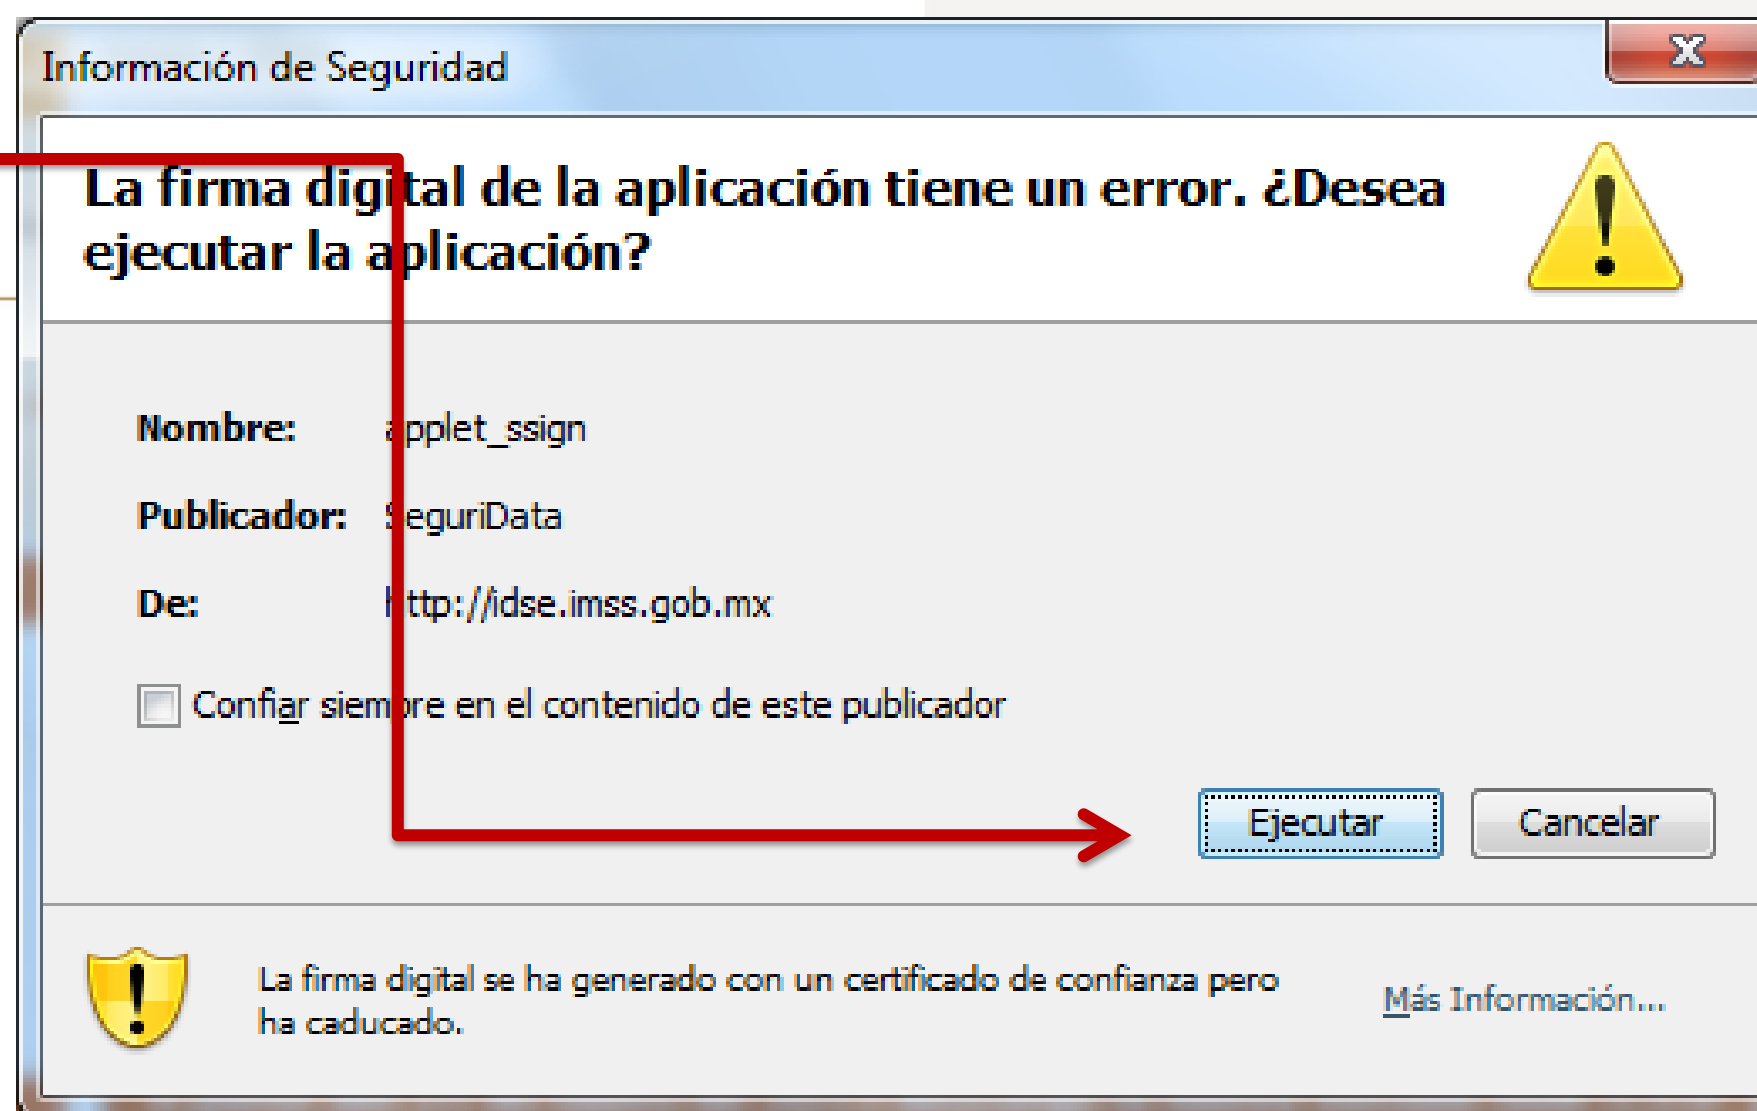 Información de Seguridad
La firma digital de la aplicación tiene un error. ¿Desea
ejecutar la aplicación?
Nombre: applet_ssign
Publicador: SeguriData
De: http://idse.imss.gob.mx
Confiar siempre en el contenido de este publicador
Ejecutar Cancelar
La firma digital se ha generado con un certificado de confianza pero
ha caducado.
Más Información...